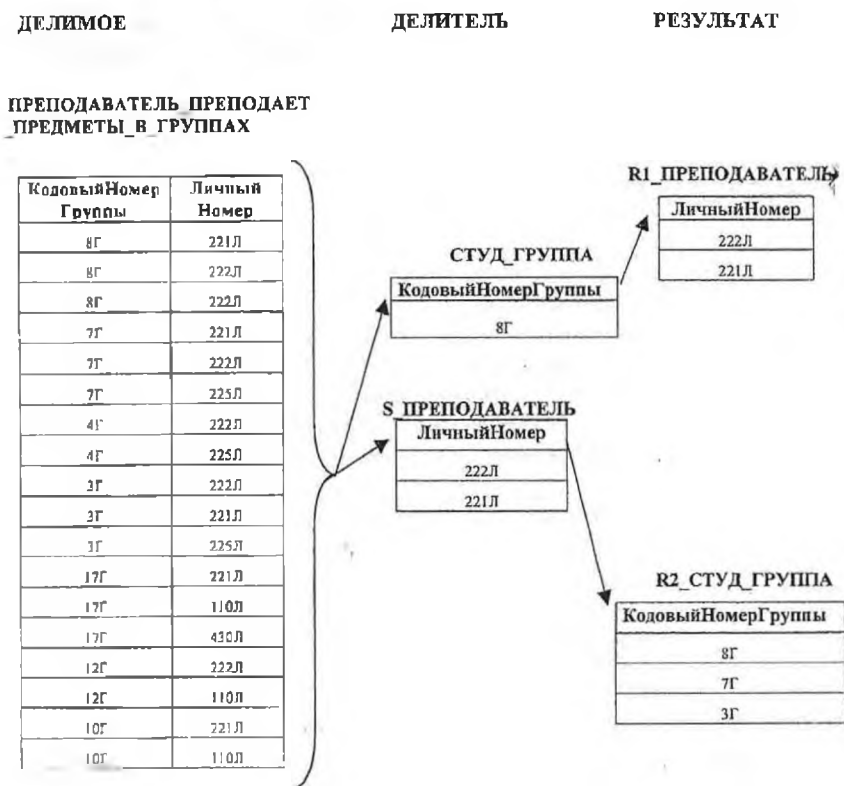 ДЕЛИМОЕ ДЕЛИТЕЛЬ РЕЗУЛЬТАТ
ПРЕПОДАВАТЕЛЬ_ПРЕПОДАЕТ
_ПРЕДМЕТЫ_В_ГРУППАХ
КодовыйНомер Группы Личный Номер
8Г 221Л
8Г 222Л
8Г 222Л
7Г 221Л
7Г 222Л
7Г 225Л
4Г 222Л
4Г 225Л
3Г 222Л
3Г 221Л
3Г 225Л
17Г 221Л
17Г 110Л
17Г 430Л
12Г 222Л
12Г 110Л
10Г 221Л
10Г 110Л
СТУД_ГРУППА
КодовыйНомерГруппы
8Г
S_ПРЕПОДАВАТЕЛЬ
ЛичныйНомер
222Л
221Л
R1_ПРЕПОДАВАТЕЛЬ
ЛичныйНомер
222Л
221Л
R2_СТУД_ГРУППА
КодовыйНомерГруппы
8Г
7Г
3Г